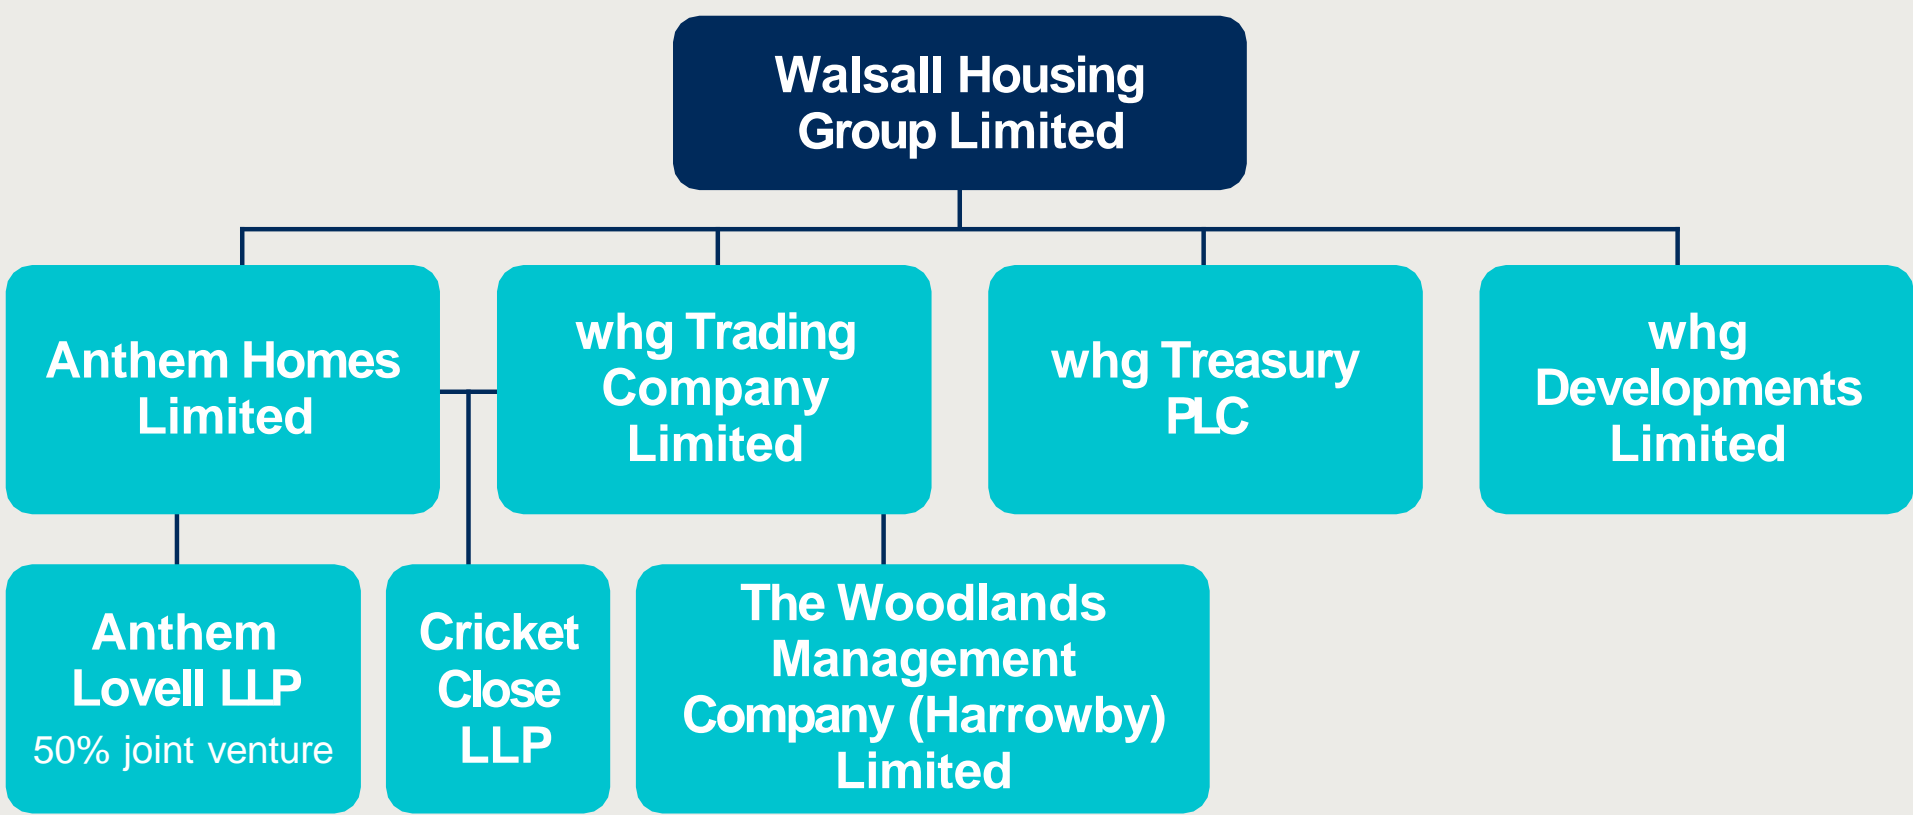 Walsall Housing
Group Limited
Anthem Homes
Limited
whg Trading
Company
Limited
whg Treasury
PLC
whg
Developments
Limited
Anthem
Lovell LLP
50% joint venture
Cricket
Close
LLP
The Woodlands
Management
Company (Harrowby)
Limited